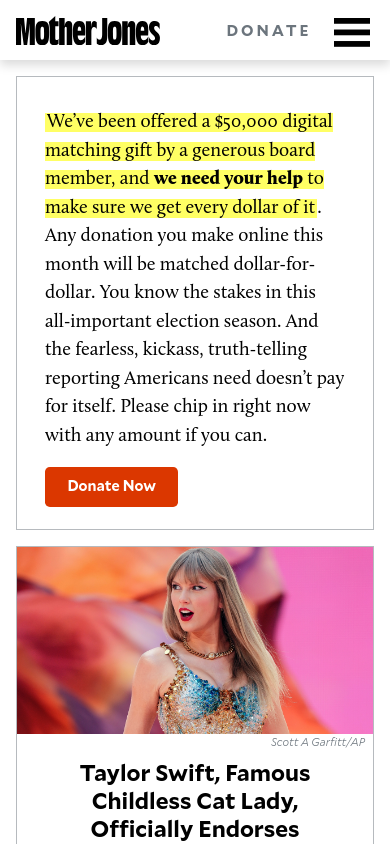 Mother Jones
DONATE
We’ve been offered a $50,000 digital
matching gift by a generous board
member, and we need your help to
make sure we get every dollar of it.
Any donation you make online this
month will be matched dollar-for-
dollar. You know the stakes in this
all-important election season. And
the fearless, kickass, truth-telling
reporting Americans need doesn’t pay
for itself. Please chip in right now
with any amount if you can.
Donate Now
Scott A Garfitt/AP
Taylor Swift, Famous
Childless Cat Lady,
Officially Endorses